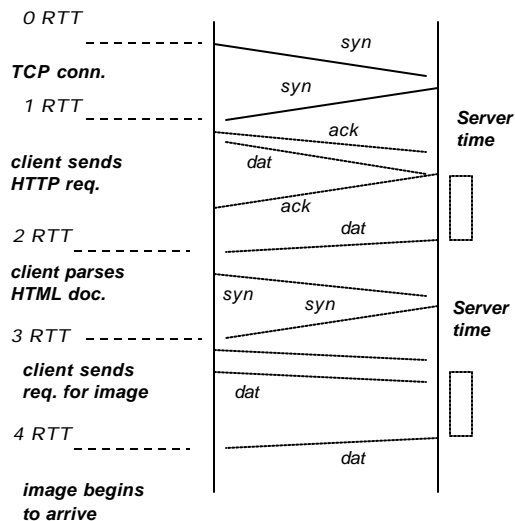 0 RTT
syn
TCP conn.
syn
1 RTT
ack
Server
time
client sends
HTTP req.
dat
ack
2 RTT
dat
client parses
HTML doc.
syn
syn
Server
time
3 RTT
client sends
req. for image
dat
4 RTT
dat
image begins
to arrive